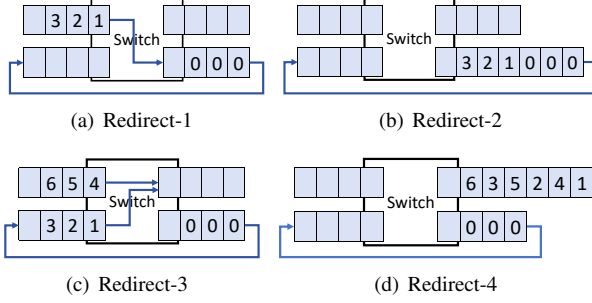 3 2 1
Switch
0 0 0
(a) Redirect-1
Switch
3 2 1 0 0 0
(b) Redirect-2
6 5 4
Switch
3 2 1
0 0 0
(c) Redirect-3
6 3 5 2 4 1
Switch
0 0 0
(d) Redirect-4